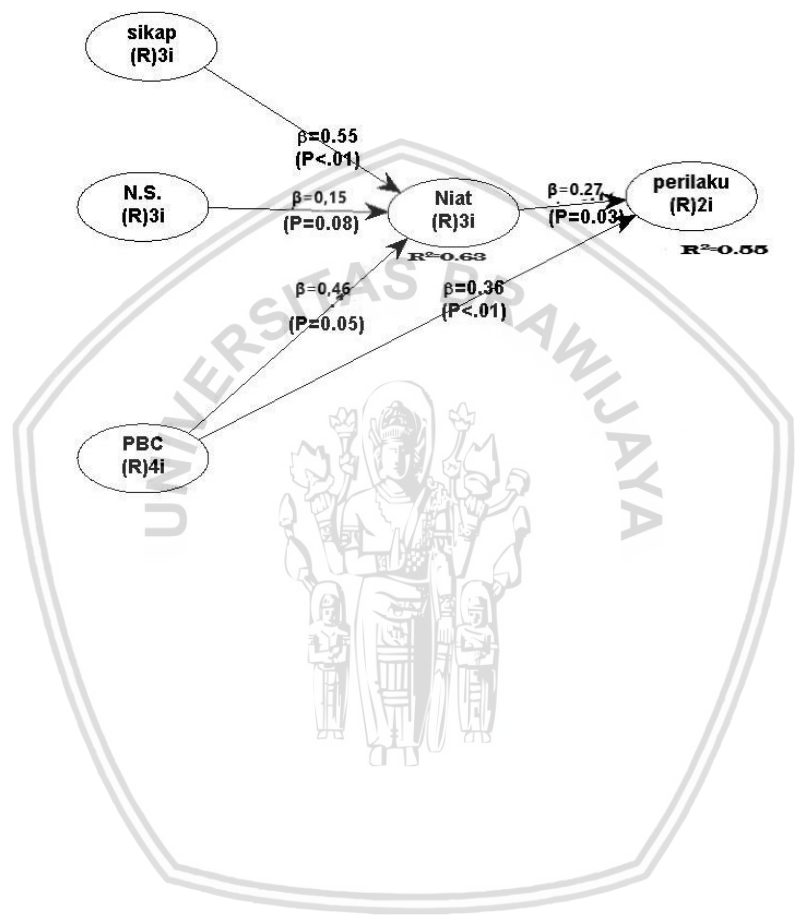 sikap
(R)3i
β=0.55
(P<.01)
N.S.
(R)3i
β=0,15
(P=0.08)
Niat
(R)3i
R²=0.63
β=0.27
(P=0.03)
perilaku
(R)2i
R²=0.55
β=0,46
(P=0.05)
β=0,36
(P<.01)
PBC
(R)4i
UNIVERSITAS BRAWIJAYA